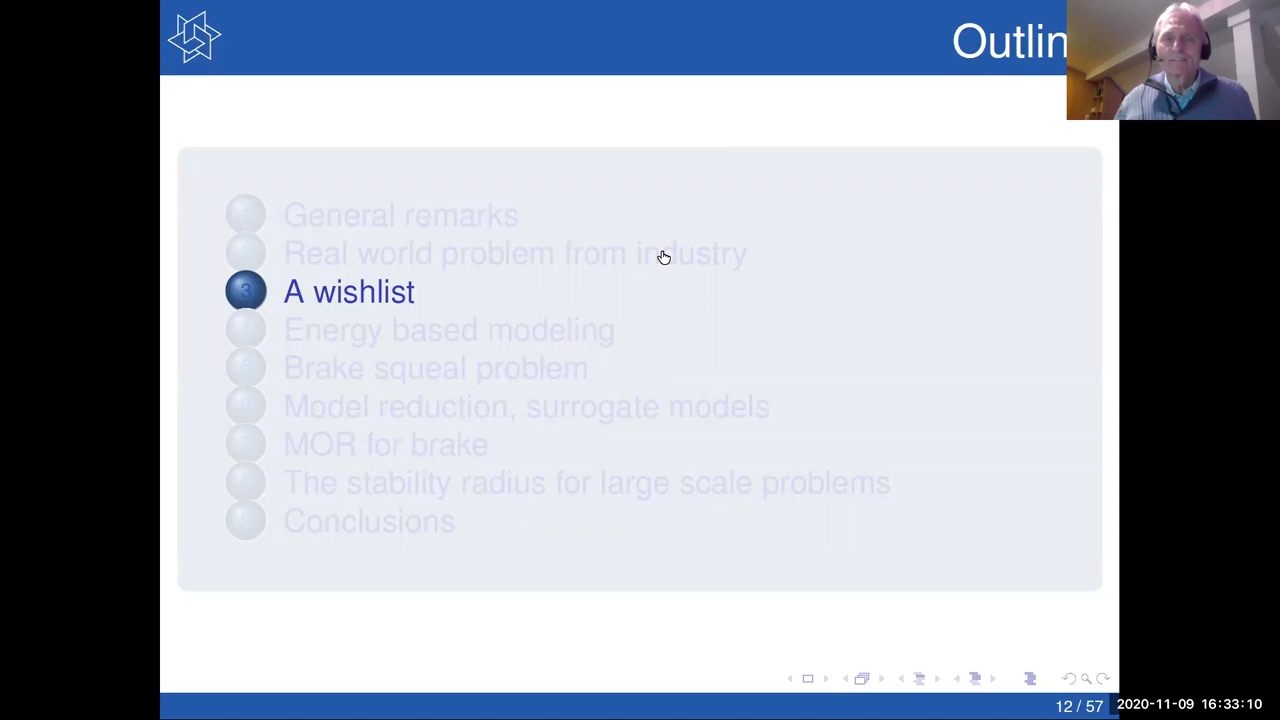 Outlin
General remarks
Real world problem from industry
3 A wishlist
Energy based modeling
Brake squeal problem
Model reduction, surrogate models
MOR for brake
The stability radius for large scale problems
Conclusions
12 / 57
2020-11-09 16:33:10